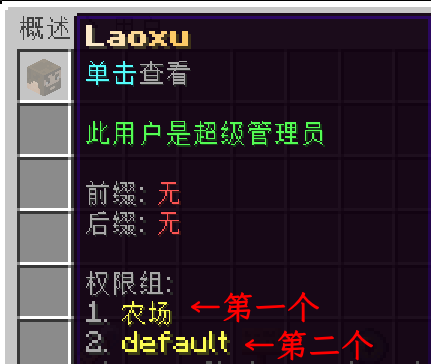 概述
Laoxu
单击查看
此用户是超级管理员
前缀: 无
后缀: 无
权限组:
1. 农场 ←第一个
2. default ←第二个